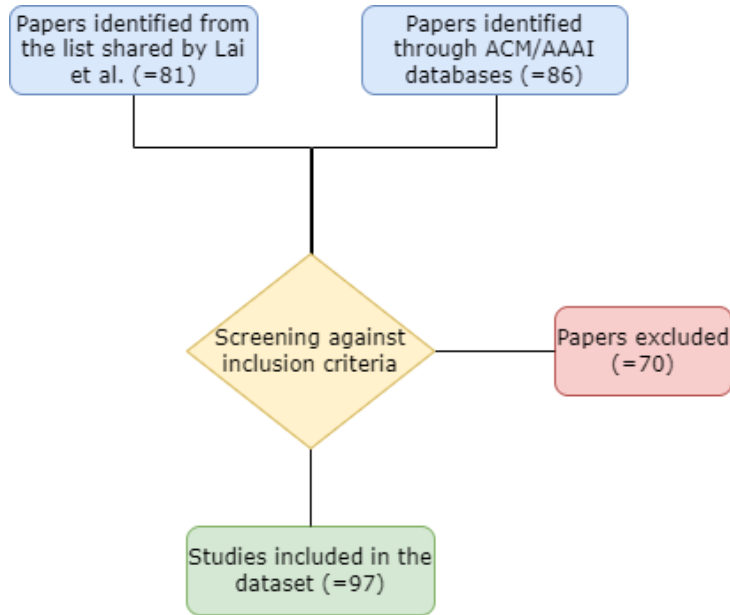 Papers identified from
the list shared by Lai
et al. (=81)
Papers identified
through ACM/AAAI
databases (=86)
Screening against
inclusion criteria
Papers excluded
(=70)
Studies included in the
dataset (=97)